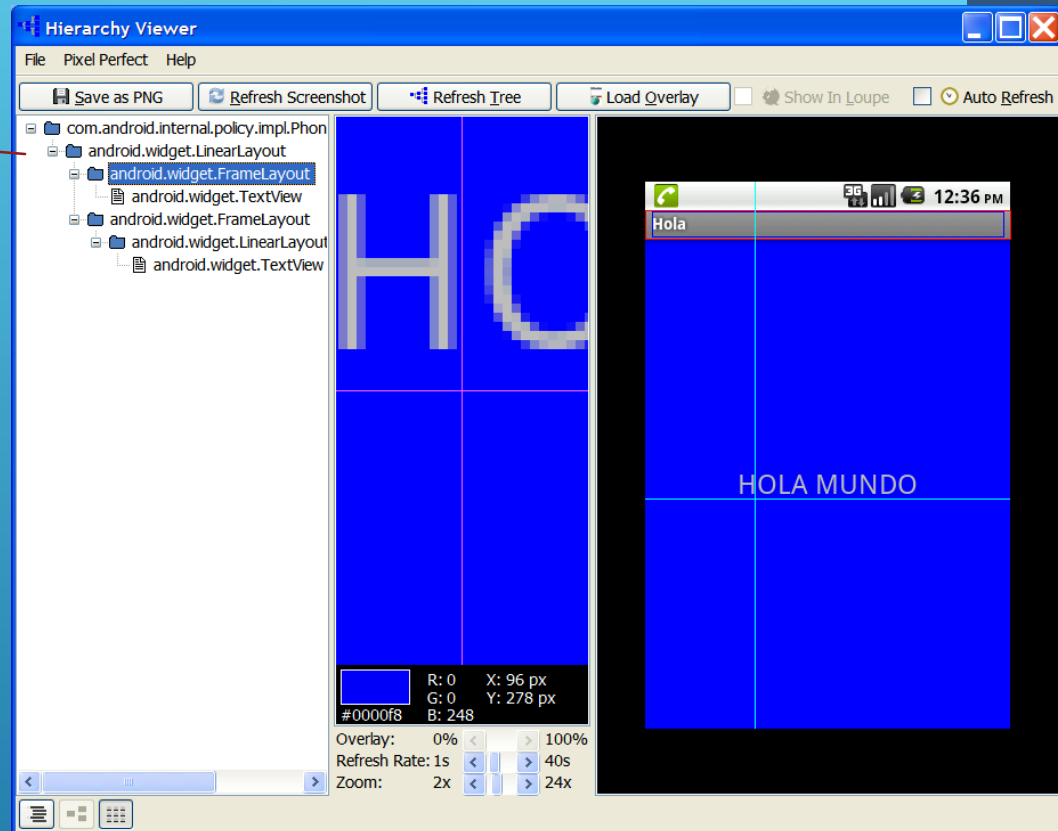 Hierarchy Viewer
File Pixel Perfect Help
Save as PNG Refresh Screenshot Refresh Tree Load Overlay Show In Loupe Auto Refresh
com.android.internal.policy.impl.Phon
android.widget.LinearLayout
android.widget.FrameLayout
android.widget.TextView
android.widget.FrameLayout
android.widget.LinearLayout
android.widget.TextView
HO
#0000f8
R: 0 X: 96 px
G: 0 Y: 278 px
B: 248
Overlay: 0% 100%
Refresh Rate: 1s 40s
Zoom: 2x 24x
3G 12:36 PM
Hola
HOLA MUNDO